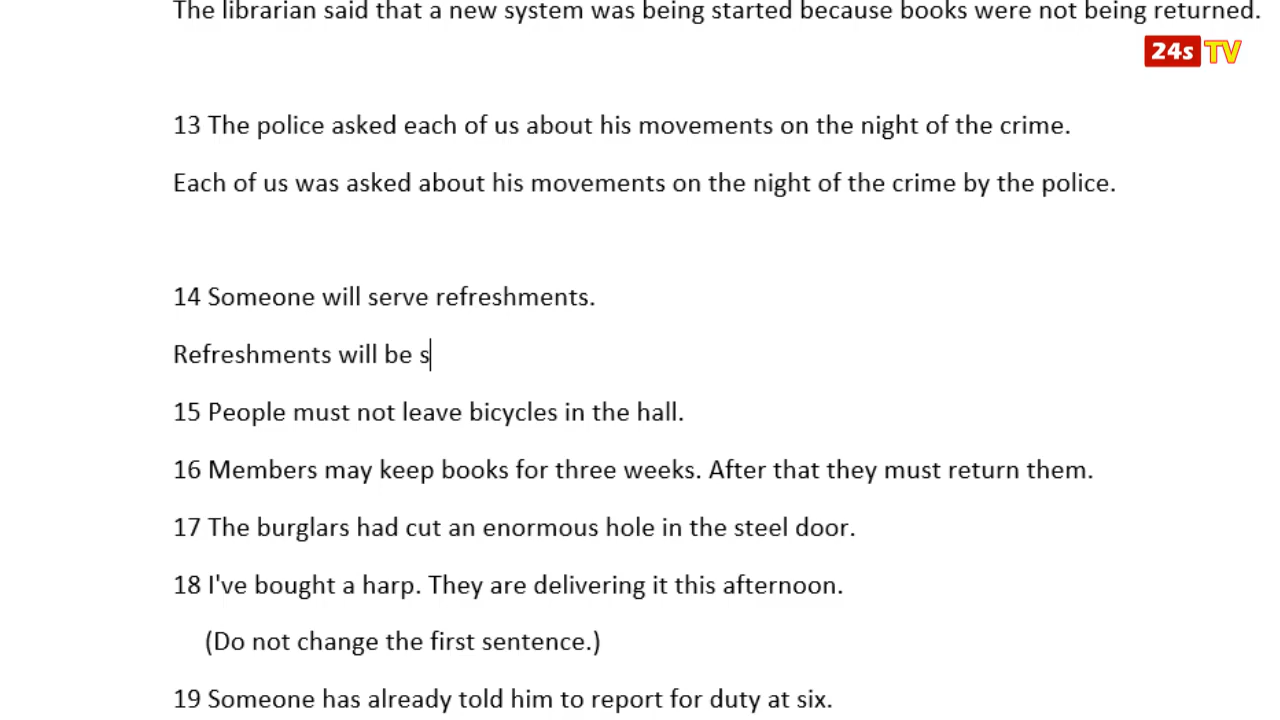 The librarian said that a new system was being started because books were not being returned.
24s TV
13 The police asked each of us about his movements on the night of the crime.
Each of us was asked about his movements on the night of the crime by the police.
14 Someone will serve refreshments.
Refreshments will be s
15 People must not leave bicycles in the hall.
16 Members may keep books for three weeks. After that they must return them.
17 The burglars had cut an enormous hole in the steel door.
18 I've bought a harp. They are delivering it this afternoon.
(Do not change the first sentence.)
19 Someone has already told him to report for duty at six.